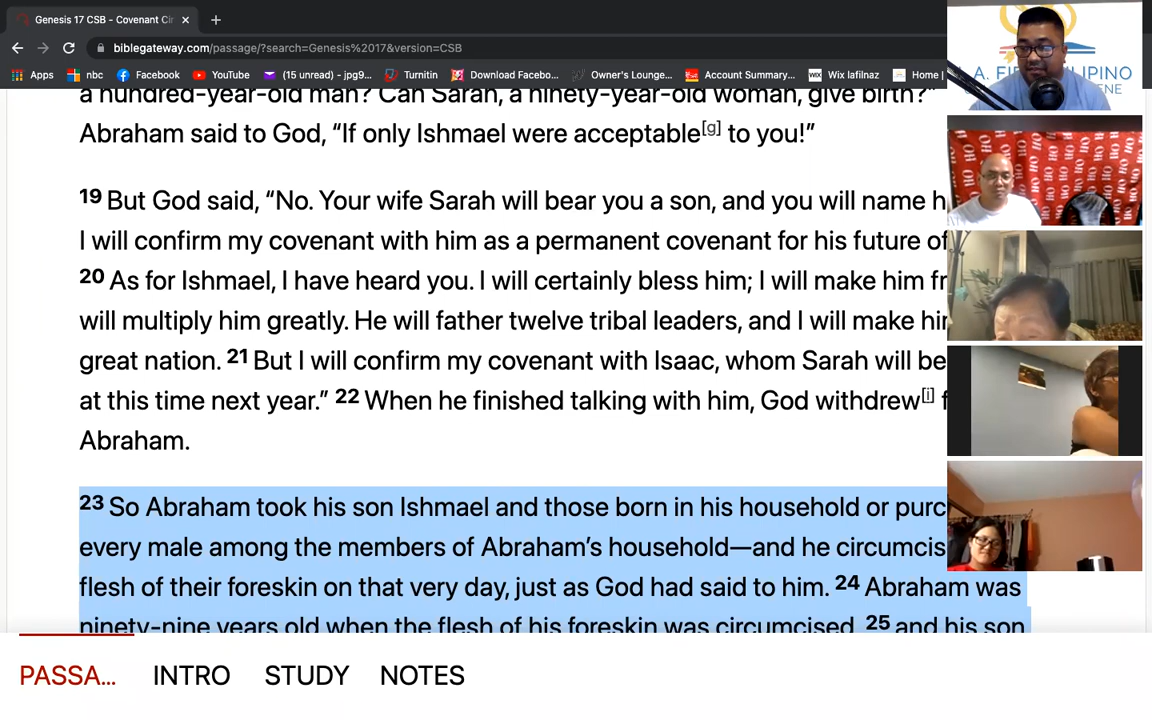 Genesis 17 CSB - Covenant Cir
biblegateway.com/passage/?search=Genesis%2017&version=CSB
Apps nbc Facebook YouTube (15 unread) - jpg9... Turnitin Download Facebo... Owner's Lounge... Account Summary... Wix lafilnaz Home |
a hundred-year-old man? Can Sarah, a ninety-year-old woman, give birth?”
Abraham said to God, “If only Ishmael were acceptable[g] to you!”
19 But God said, “No. Your wife Sarah will bear you a son, and you will name h
I will confirm my covenant with him as a permanent covenant for his future of
20 As for Ishmael, I have heard you. I will certainly bless him; I will make him fr
will multiply him greatly. He will father twelve tribal leaders, and I will make hi
great nation. 21 But I will confirm my covenant with Isaac, whom Sarah will be
at this time next year.” 22 When he finished talking with him, God withdrew[i] f
Abraham.
23 So Abraham took his son Ishmael and those born in his household or purc
every male among the members of Abraham’s household—and he circumcis
flesh of their foreskin on that very day, just as God had said to him. 24 Abraham was
ninety-nine years old when the flesh of his foreskin was circumcised, 25 and his son
PASSA... INTRO STUDY NOTES